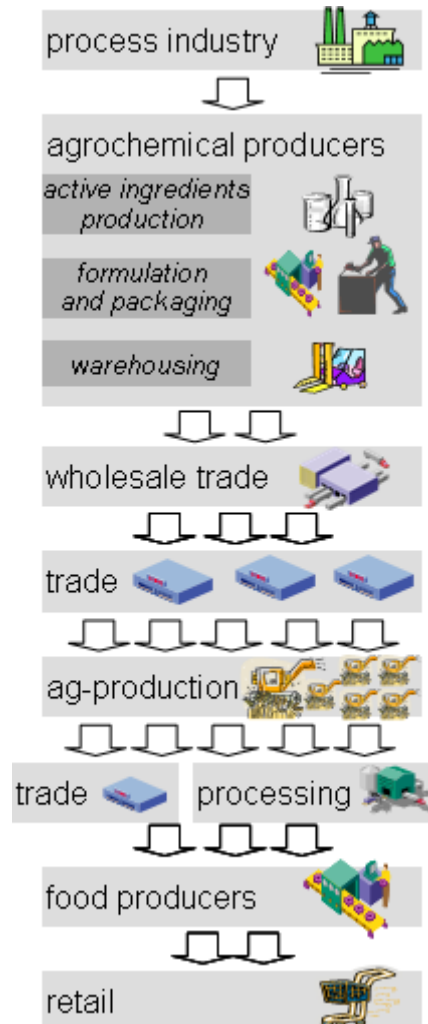 process industry
agrochemical producers
active ingredients
production
formulation
and packaging
warehousing
wholesale trade
trade
ag-production
trade
processing
food producers
retail